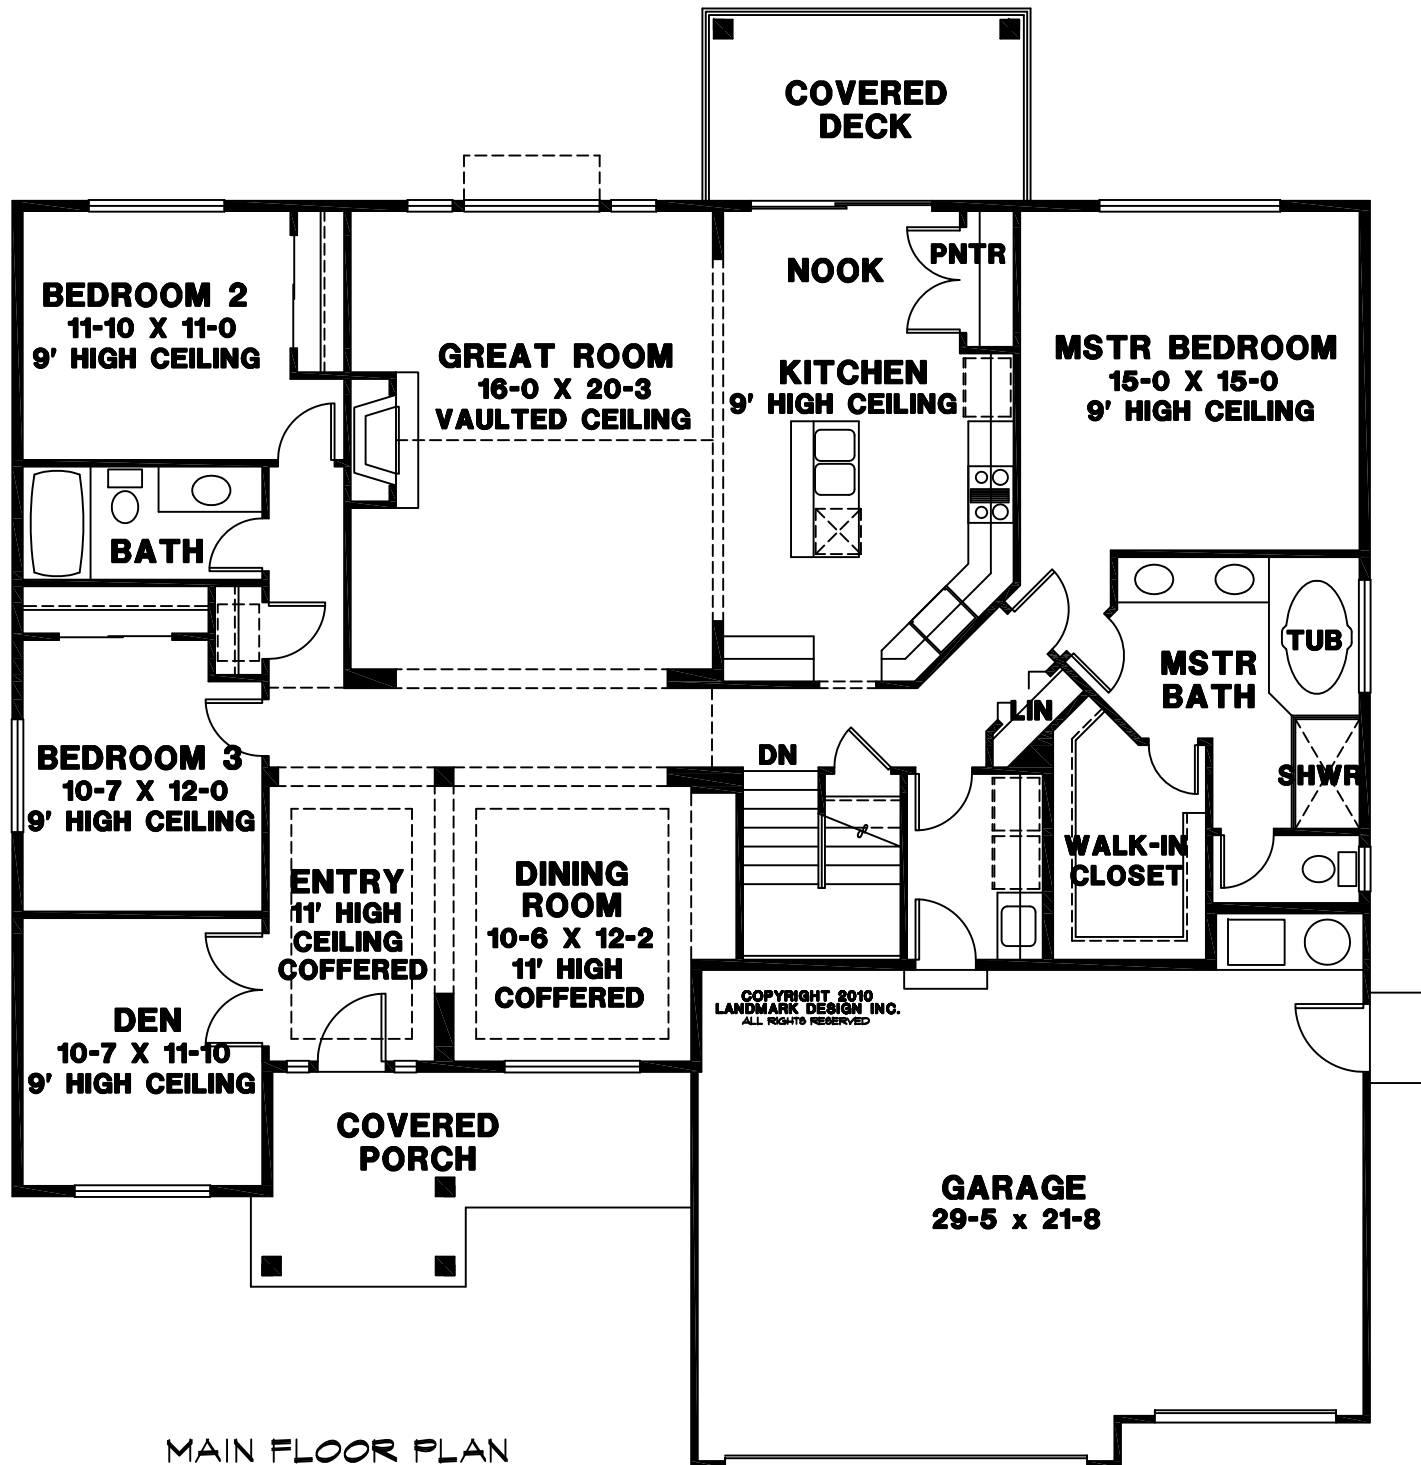 COVERED
DECK
NOOK
PNTR
BEDROOM 2
11-10 X 11-0
9' HIGH CEILING
GREAT ROOM
16-0 X 20-3
VAULTED CEILING
KITCHEN
9' HIGH CEILING
MSTR BEDROOM
15-0 X 15-0
9' HIGH CEILING
BATH
TUB
MSTR
BATH
LIN
DN
SHWR
BEDROOM 3
10-7 X 12-0
9' HIGH CEILING
WALK-IN
CLOSET
ENTRY
11' HIGH
CEILING
COFFERED
DINING
ROOM
10-6 X 12-2
11' HIGH
COFFERED
COPYRIGHT 2010
LANDMARK DESIGN INC.
ALL RIGHTS RESERVED
DEN
10-7 X 11-10
9' HIGH CEILING
COVERED
PORCH
GARAGE
29-5 x 21-8
MAIN FLOOR PLAN